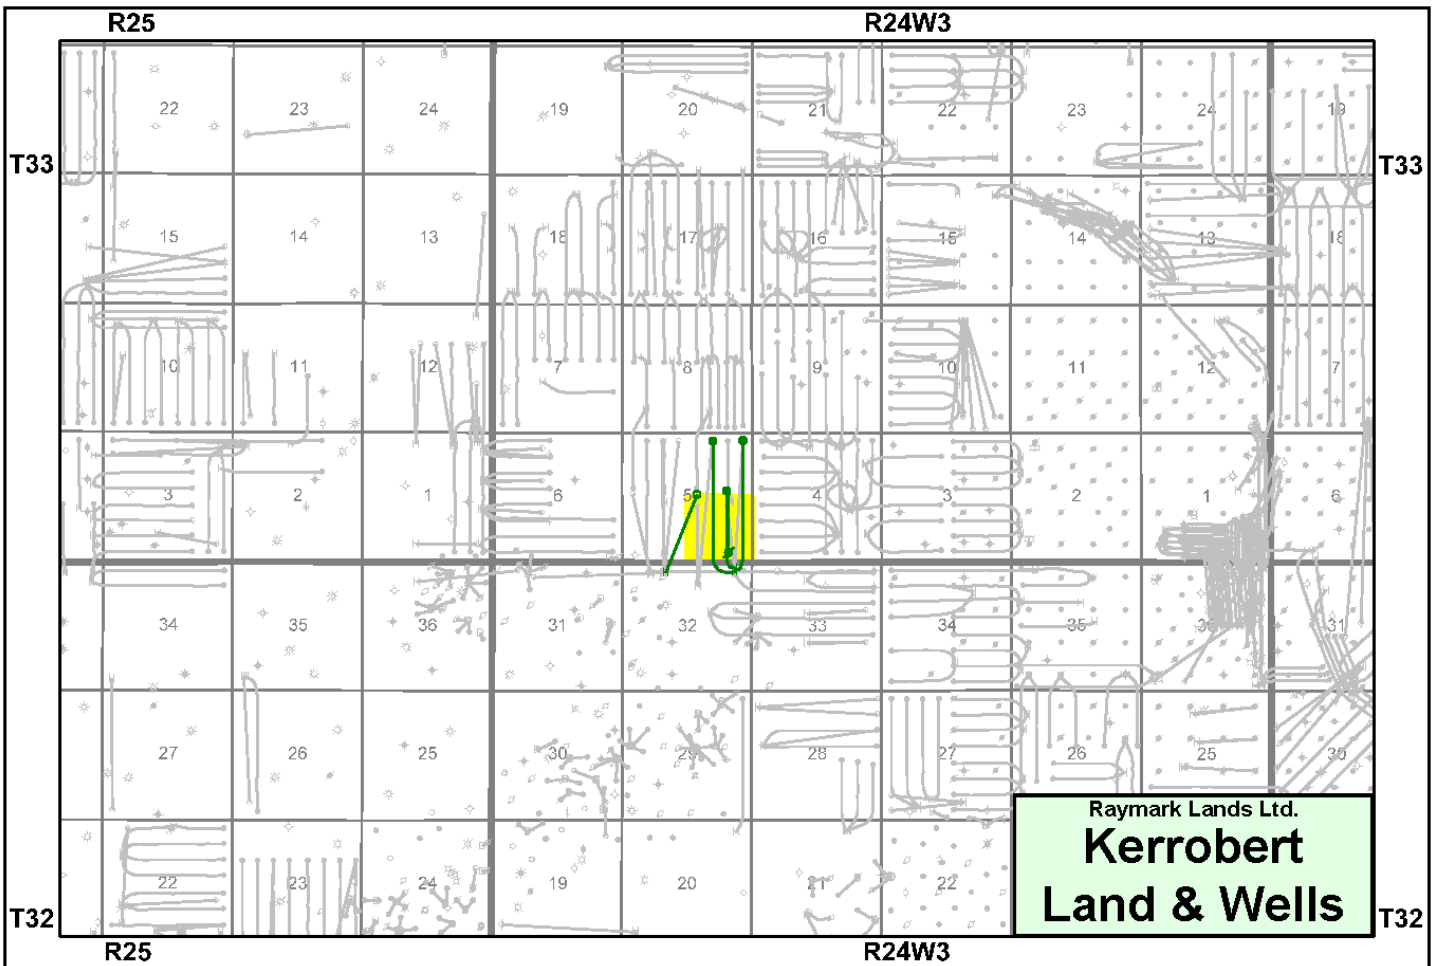 R25 R24W3
22 23 24 19 20 21 22 23 24 19
T33 T33
15 14 13 18 17 16 15 14 13 18
10 11 12 7 8 9 10 11 12 7
3 2 1 6 5 4 3 2 1 6
34 35 36 31 32 33 34 35 36 31
27 26 25 30 29 28 27 26 25 30
Raymark Lands Ltd.
Kerrobert
Land & Wells
22 23 24 19 20 21 22
T32 T32
R25 R24W3